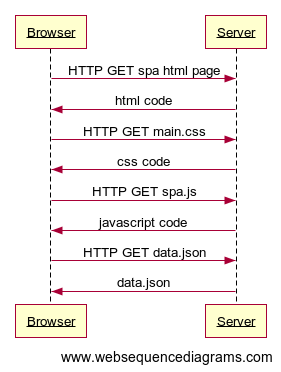 Browser Server
HTTP GET spa html page
html code
HTTP GET main.css
css code
HTTP GET spa.js
javascript code
HTTP GET data.json
data.json
Browser Server
www.websequencediagrams.com